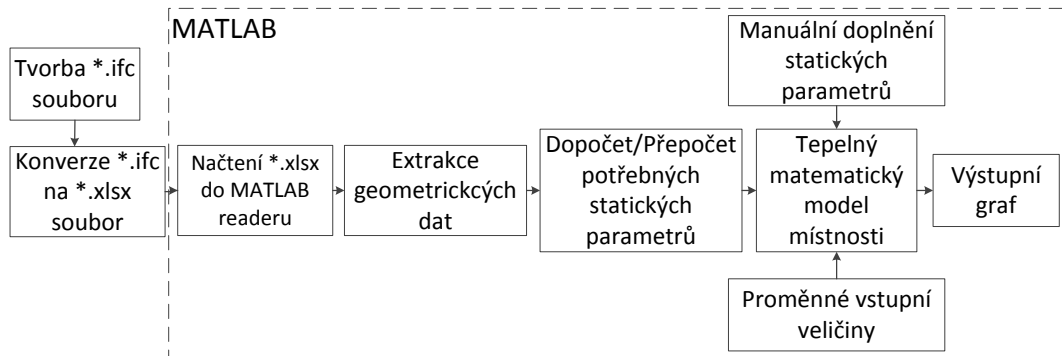 MATLAB
Tvorba *.ifc
souboru
Konverze *.ifc
na *.xlsx
soubor
Načtení *.xlsx
do MATLAB
readeru
Extrakce
geometrickcých
dat
Dopočet/Přepočet
potřebných
statických
parametrů
Manuální doplnění
statických
parametrů
Tepelný
matematický
model
místnosti
Proměnné vstupní
veličiny
Výstupní
graf